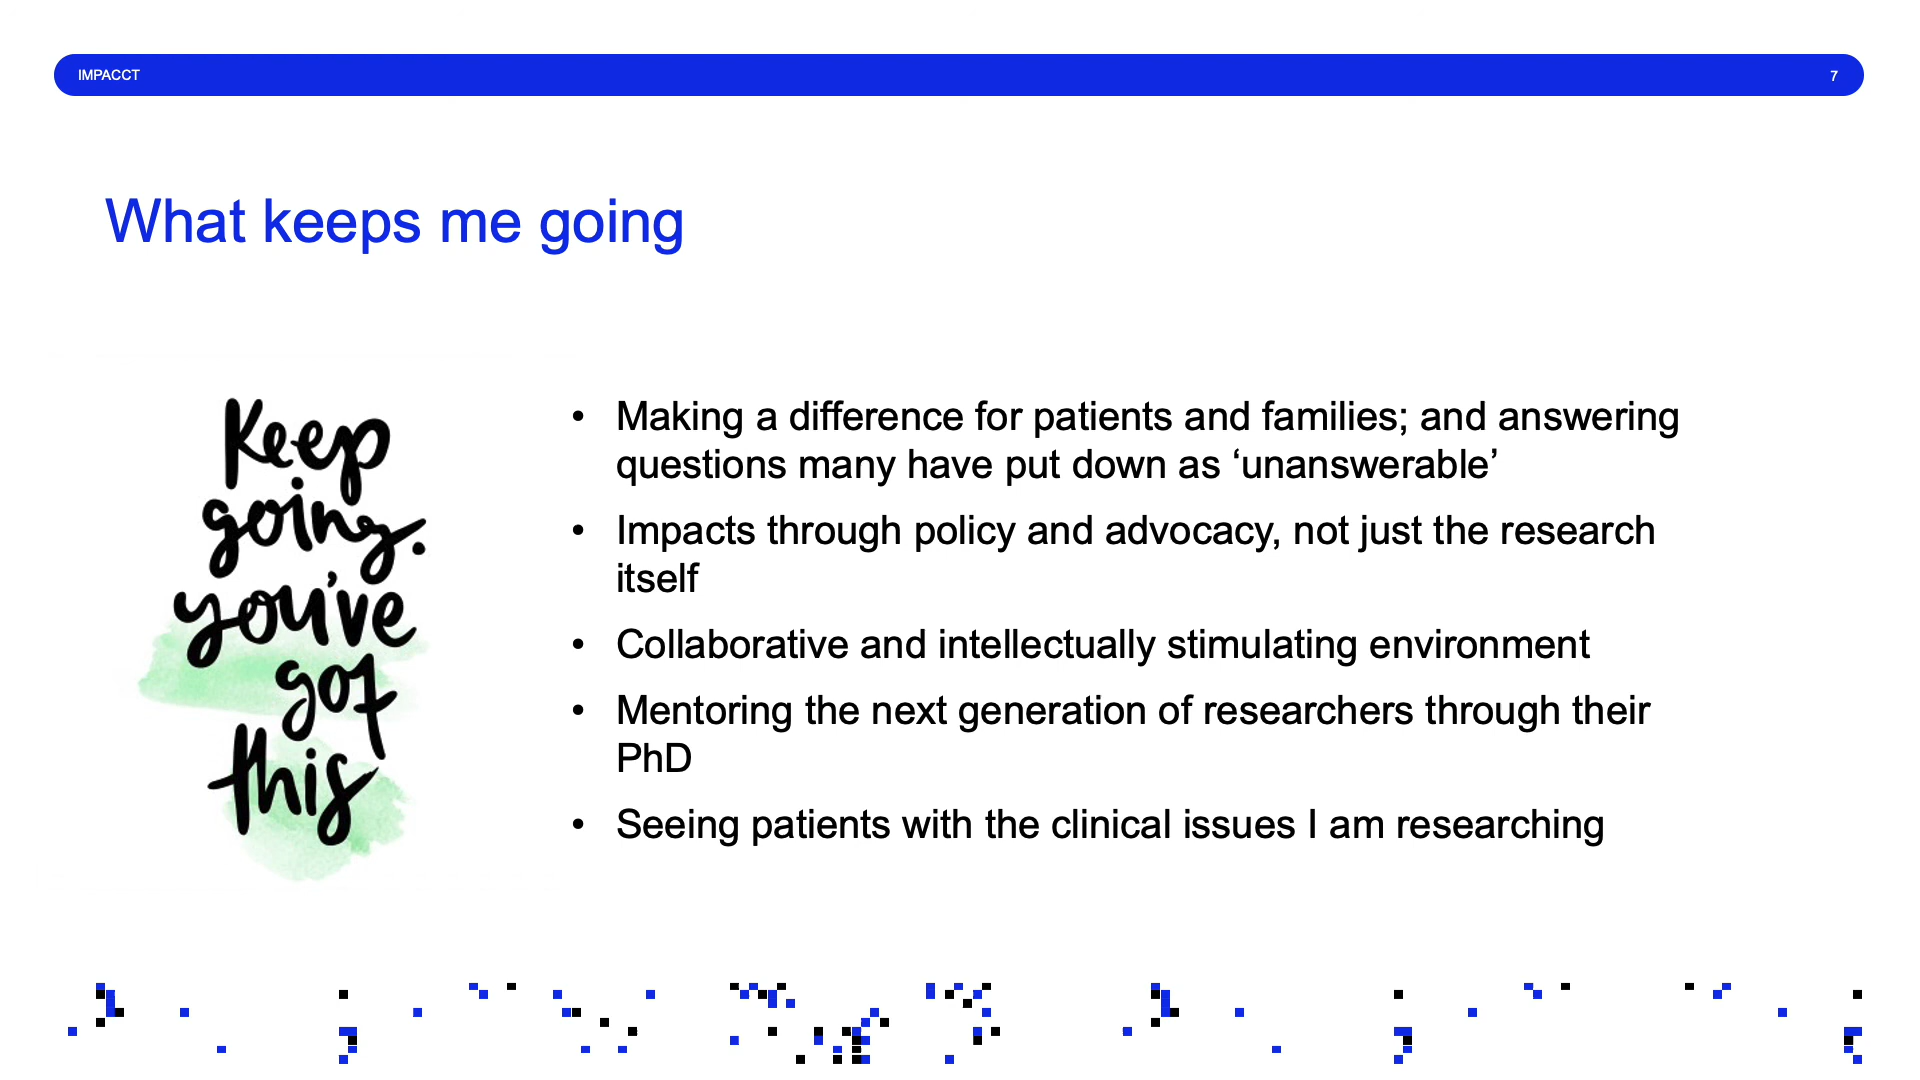 IMPACCT
7
What keeps me going
Keep
going.
you've
got
this
• Making a difference for patients and families; and answering
questions many have put down as ‘unanswerable’
• Impacts through policy and advocacy, not just the research
itself
• Collaborative and intellectually stimulating environment
• Mentoring the next generation of researchers through their
PhD
• Seeing patients with the clinical issues I am researching